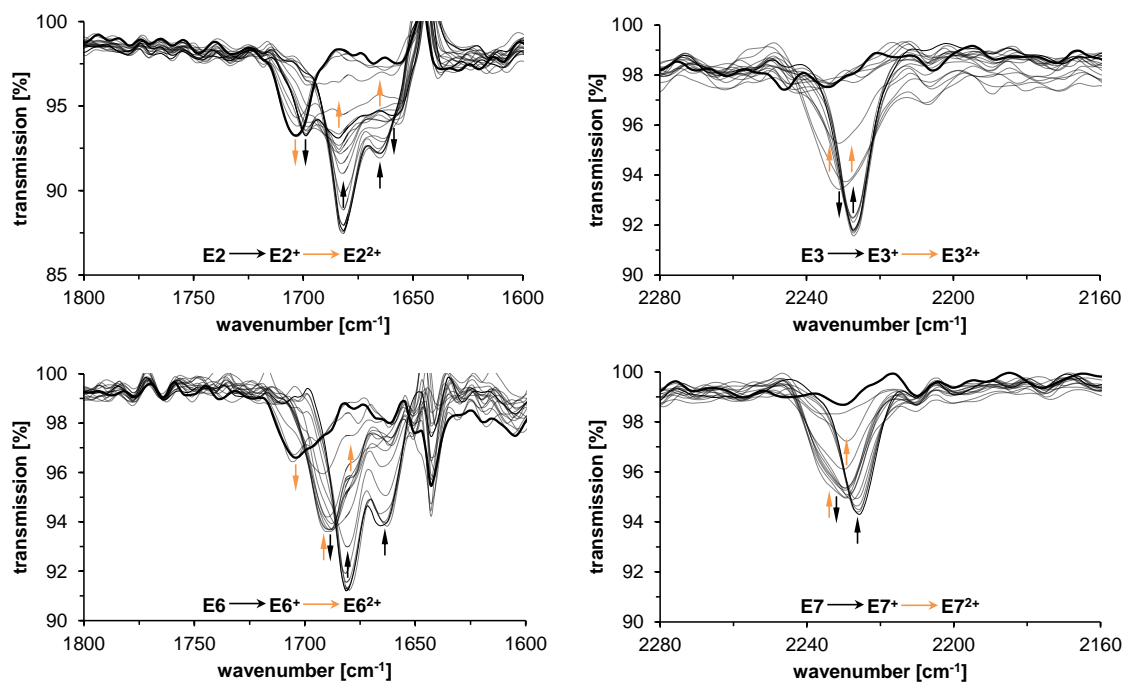 100
95
90
85
transmission [%]
1800 1750 1700 1650 1600
wavenumber [cm⁻¹]
E2 → E2⁺ → E2²⁺
100
98
96
94
92
90
transmission [%]
2280 2240 2200 2160
wavenumber [cm⁻¹]
E3 → E3⁺ → E3²⁺
100
98
96
94
92
90
transmission [%]
1800 1750 1700 1650 1600
wavenumber [cm⁻¹]
E6 → E6⁺ → E6²⁺
100
98
96
94
92
90
transmission [%]
2280 2240 2200 2160
wavenumber [cm⁻¹]
E7 → E7⁺ → E7²⁺